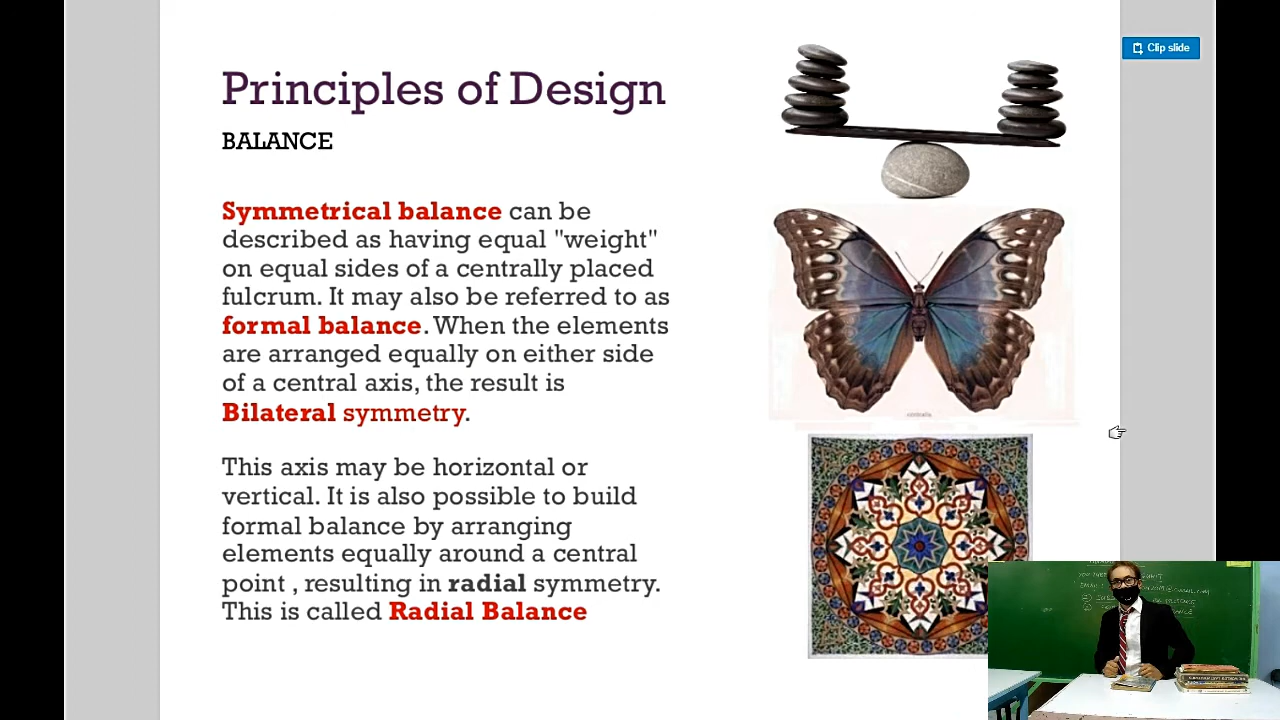 Clip slide
Principles of Design
BALANCE
Symmetrical balance can be
described as having equal "weight"
on equal sides of a centrally placed
fulcrum. It may also be referred to as
formal balance. When the elements
are arranged equally on either side
of a central axis, the result is
Bilateral symmetry.
This axis may be horizontal or
vertical. It is also possible to build
formal balance by arranging
elements equally around a central
point , resulting in radial symmetry.
This is called Radial Balance